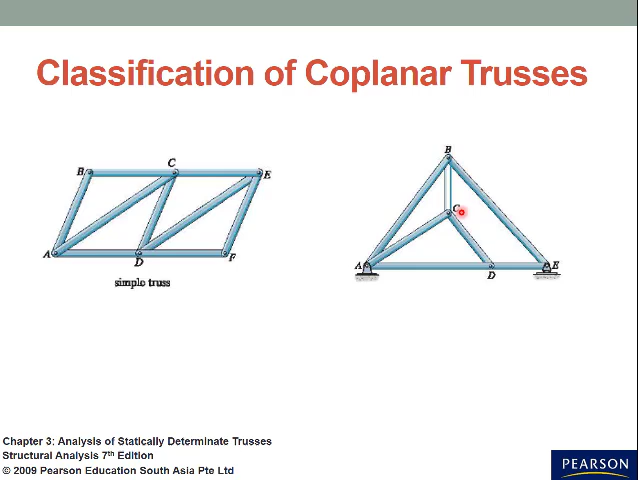 Classification of Coplanar Trusses
B C E
A D F
simplo truss
B
C
A D E
Chapter 3: Analysis of Statically Determinate Trusses
Structural Analysis 7th Edition
© 2009 Pearson Education South Asia Pte Ltd
PEARSON